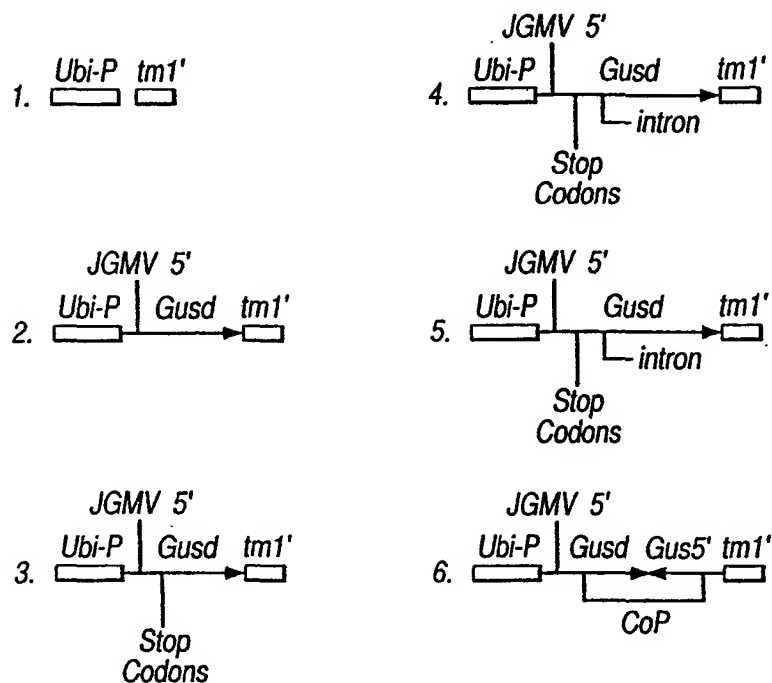 1. Ubi-P tm1'
2. Ubi-P JGMV 5' Gusd tm1'
3. Ubi-P JGMV 5' Gusd tm1'
Stop
Codons
4. Ubi-P JGMV 5' Gusd tm1'
intron
Stop
Codons
5. Ubi-P JGMV 5' Gusd tm1'
intron
Stop
Codons
6. Ubi-P JGMV 5' Gusd Gus5' tm1'
CoP